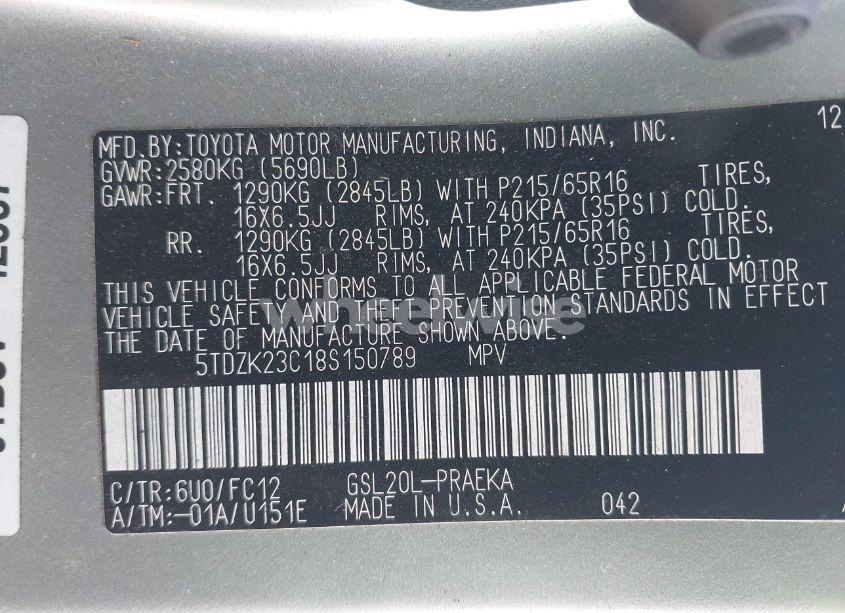 MFD.BY:TOYOTA MOTOR MANUFACTURING, INDIANA, INC. 12
GVWR:2580KG (5690LB)
GAWR:FRT. 1290KG (2845LB) WITH P215/65R16 TIRES,
16X6.5JJ RIMS, AT 240KPA (35PSI) COLD.
RR. 1290KG (2845LB) WITH P215/65R16 TIRES,
16X6.5JJ RIMS, AT 240KPA (35PSI) COLD.
THIS VEHICLE CONFORMS TO ALL APPLICABLE FEDERAL MOTOR
VEHICLE SAFETY AND THEFT PREVENTION STANDARDS IN EFFECT
THE DATE OF MANUFACTURE SHOWN ABOVE.
wheelwire
5TDZK23C18S150789 MPV
C/TR:6U0/FC12 GSL20L-PRAEKA
A/TM:-01A/U151E MADE IN U.S.A. 042